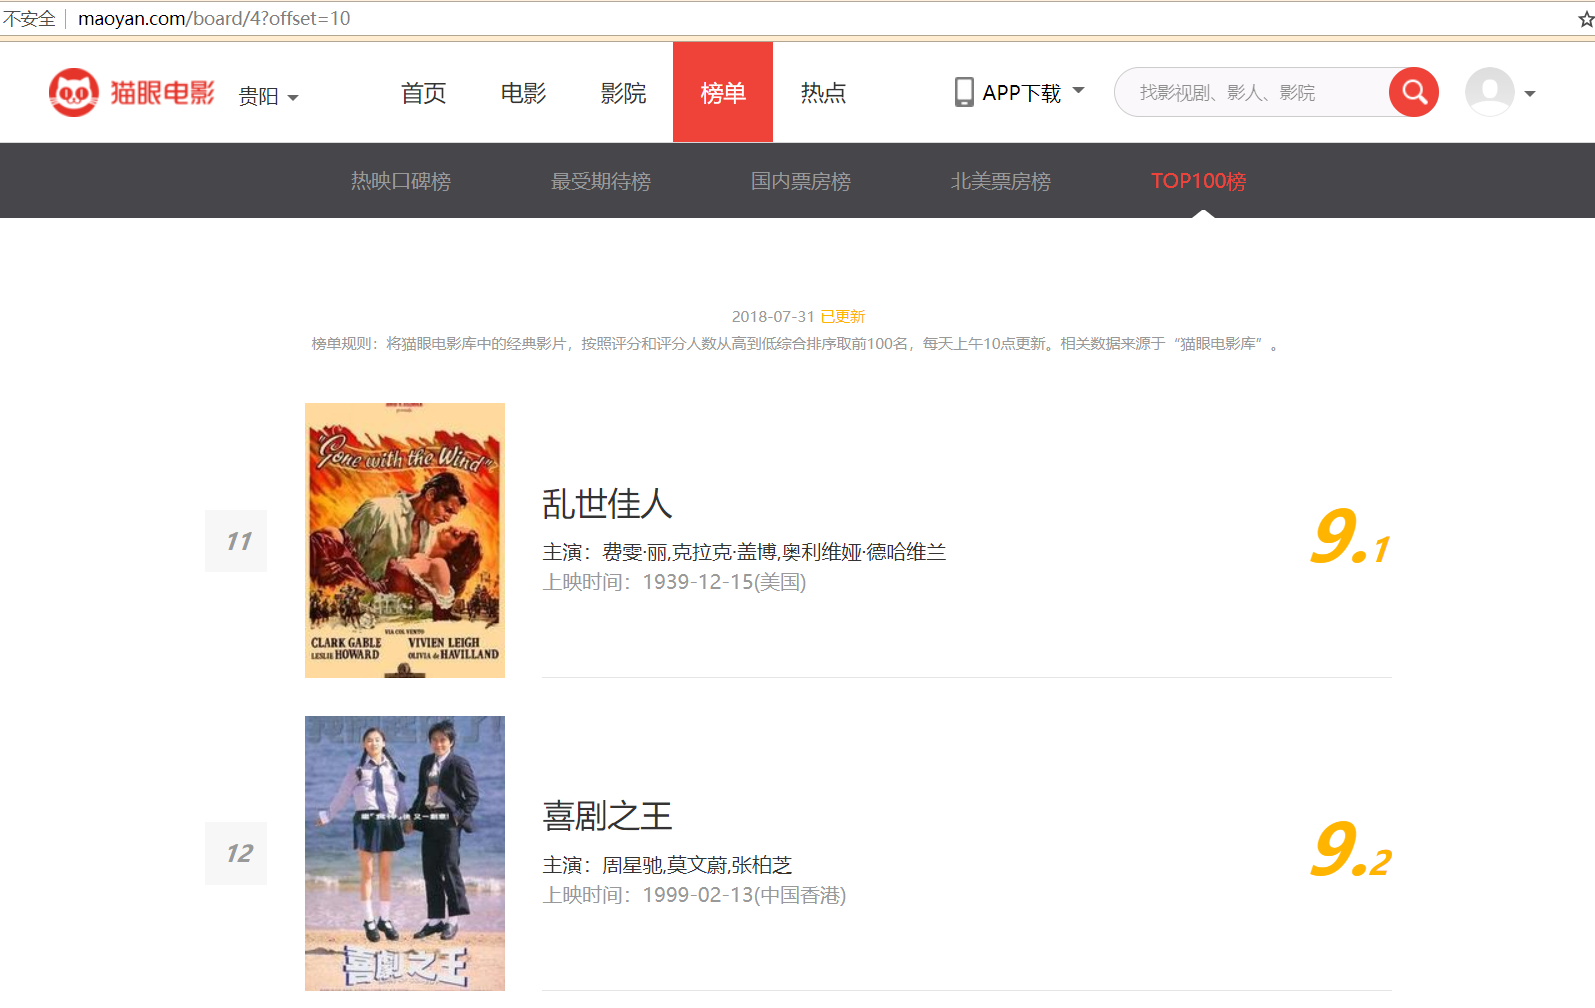 不安全 maoyan.com/board/4?offset=10
猫眼电影 贵阳 首页 电影 影院 榜单 热点 APP下载 找影视剧、影人、影院
热映口碑榜 最受期待榜 国内票房榜 北美票房榜 TOP100榜
2018-07-31 已更新
榜单规则：将猫眼电影库中的经典影片，按照评分和评分人数从高到低综合排序取前100名，每天上午10点更新。相关数据来源于“猫眼电影库”。
"Gone with the Wind"
CLARK GABLE VIVIEN LEIGH
LESLIE HOWARD OLIVIA de HAVILLAND
11
乱世佳人
主演：费雯·丽,克拉克·盖博,奥利维娅·德哈维兰
上映时间：1939-12-15(美国)
9.1
喜劇之王
12
喜剧之王
主演：周星驰,莫文蔚,张柏芝
上映时间：1999-02-13(中国香港)
9.2